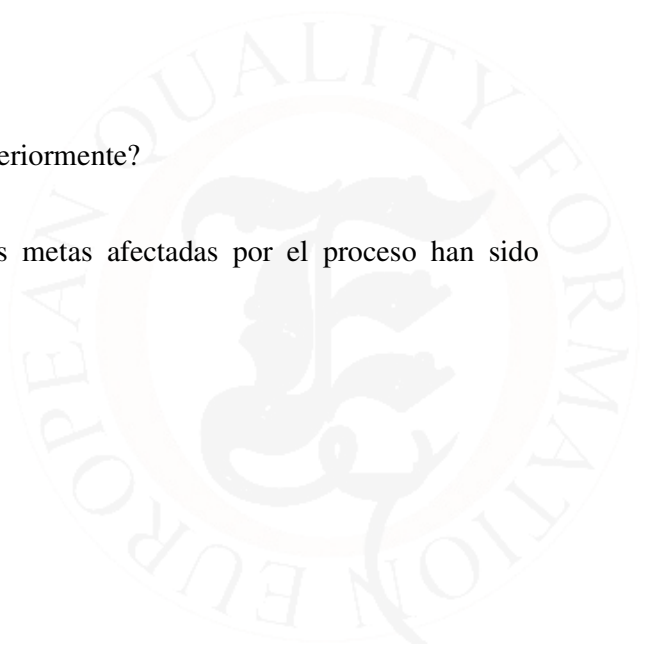 eriormente?
s metas afectadas por el proceso han sido
EUROPEAN QUALITY FORMATION